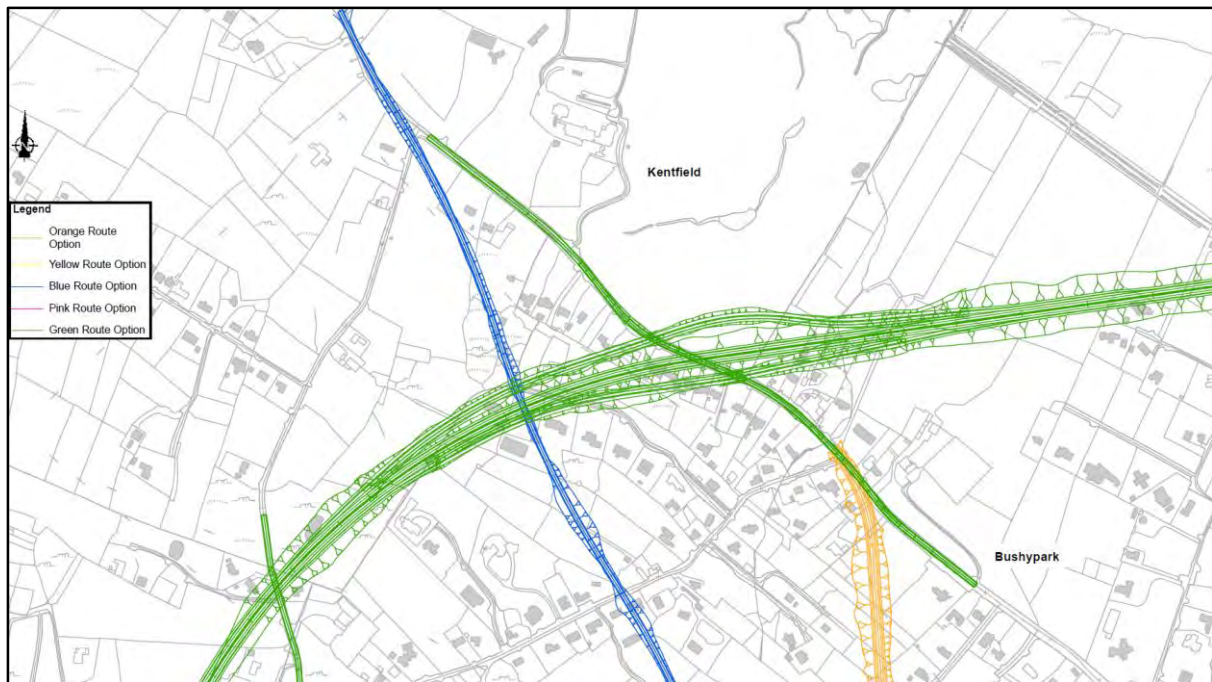 Kentfield
N
Legend
Orange Route
Option
Yellow Route Option
Blue Route Option
Pink Route Option
Green Route Option
Bushypark